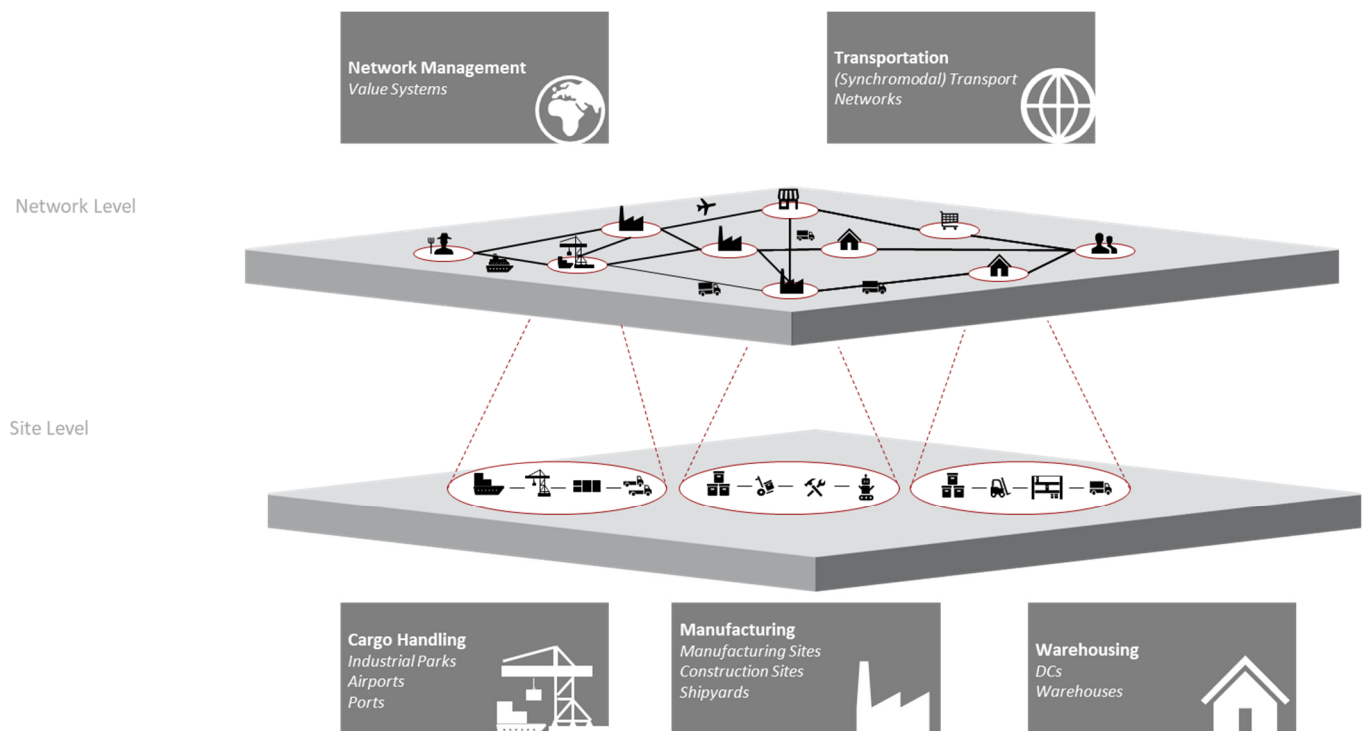 Network Management
Value Systems
Transportation
(Synchromodal) Transport
Networks
Network Level
Site Level
Cargo Handling
Industrial Parks
Airports
Ports
Manufacturing
Manufacturing Sites
Construction Sites
Shipyards
Warehousing
DCs
Warehouses